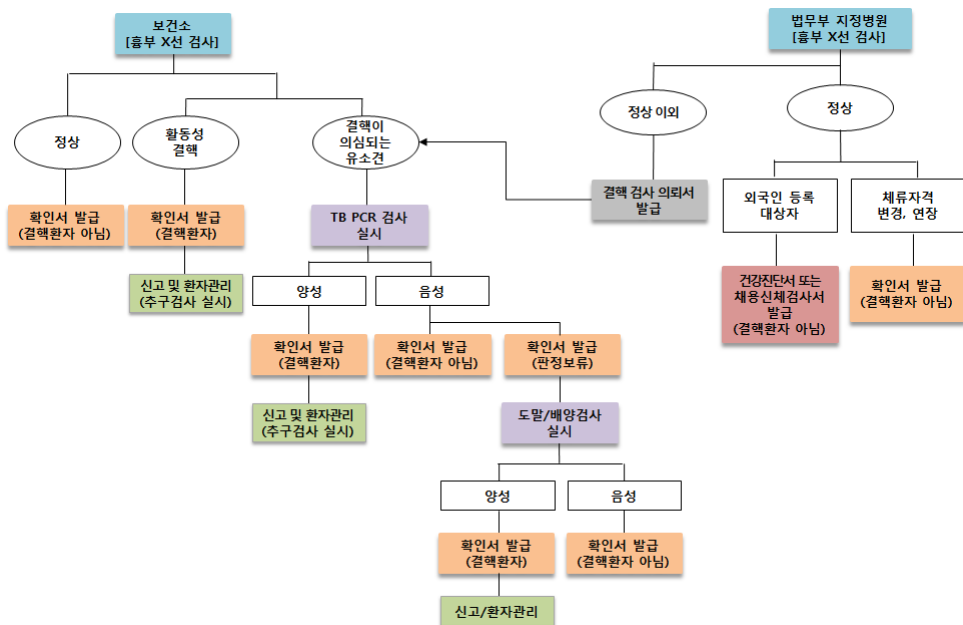 보건소
[흉부 X선 검사]
법무부 지정병원
[흉부 X선 검사]
정상
활동성
결핵
결핵이
의심되는
유소견
정상 이외
정상
확인서 발급
(결핵환자 아님)
확인서 발급
(결핵환자)
TB PCR 검사
실시
결핵 검사 의뢰서
발급
외국인 등록
대상자
체류자격
변경, 연장
신고 및 환자관리
(추구검사 실시)
양성
음성
건강진단서 또는
채용신체검사서
발급
(결핵환자 아님)
확인서 발급
(결핵환자 아님)
확인서 발급
(결핵환자)
확인서 발급
(결핵환자 아님)
확인서 발급
(판정보류)
신고 및 환자관리
(추구검사 실시)
도말/배양검사
실시
양성
음성
확인서 발급
(결핵환자)
확인서 발급
(결핵환자 아님)
신고/환자관리